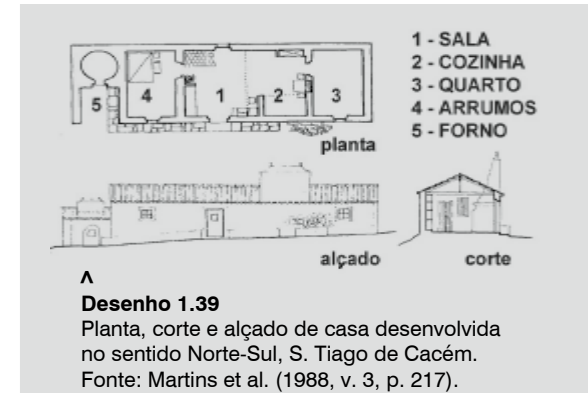 1 - SALA
2 - COZINHA
3 - QUARTO
4 - ARRUMOS
5 - FORNO
5 4 1 2 3
planta
alçado
corte
Desenho 1.39
Planta, corte e alçado de casa desenvolvida
no sentido Norte-Sul, S. Tiago de Cacém.
Fonte: Martins et al. (1988, v. 3, p. 217).